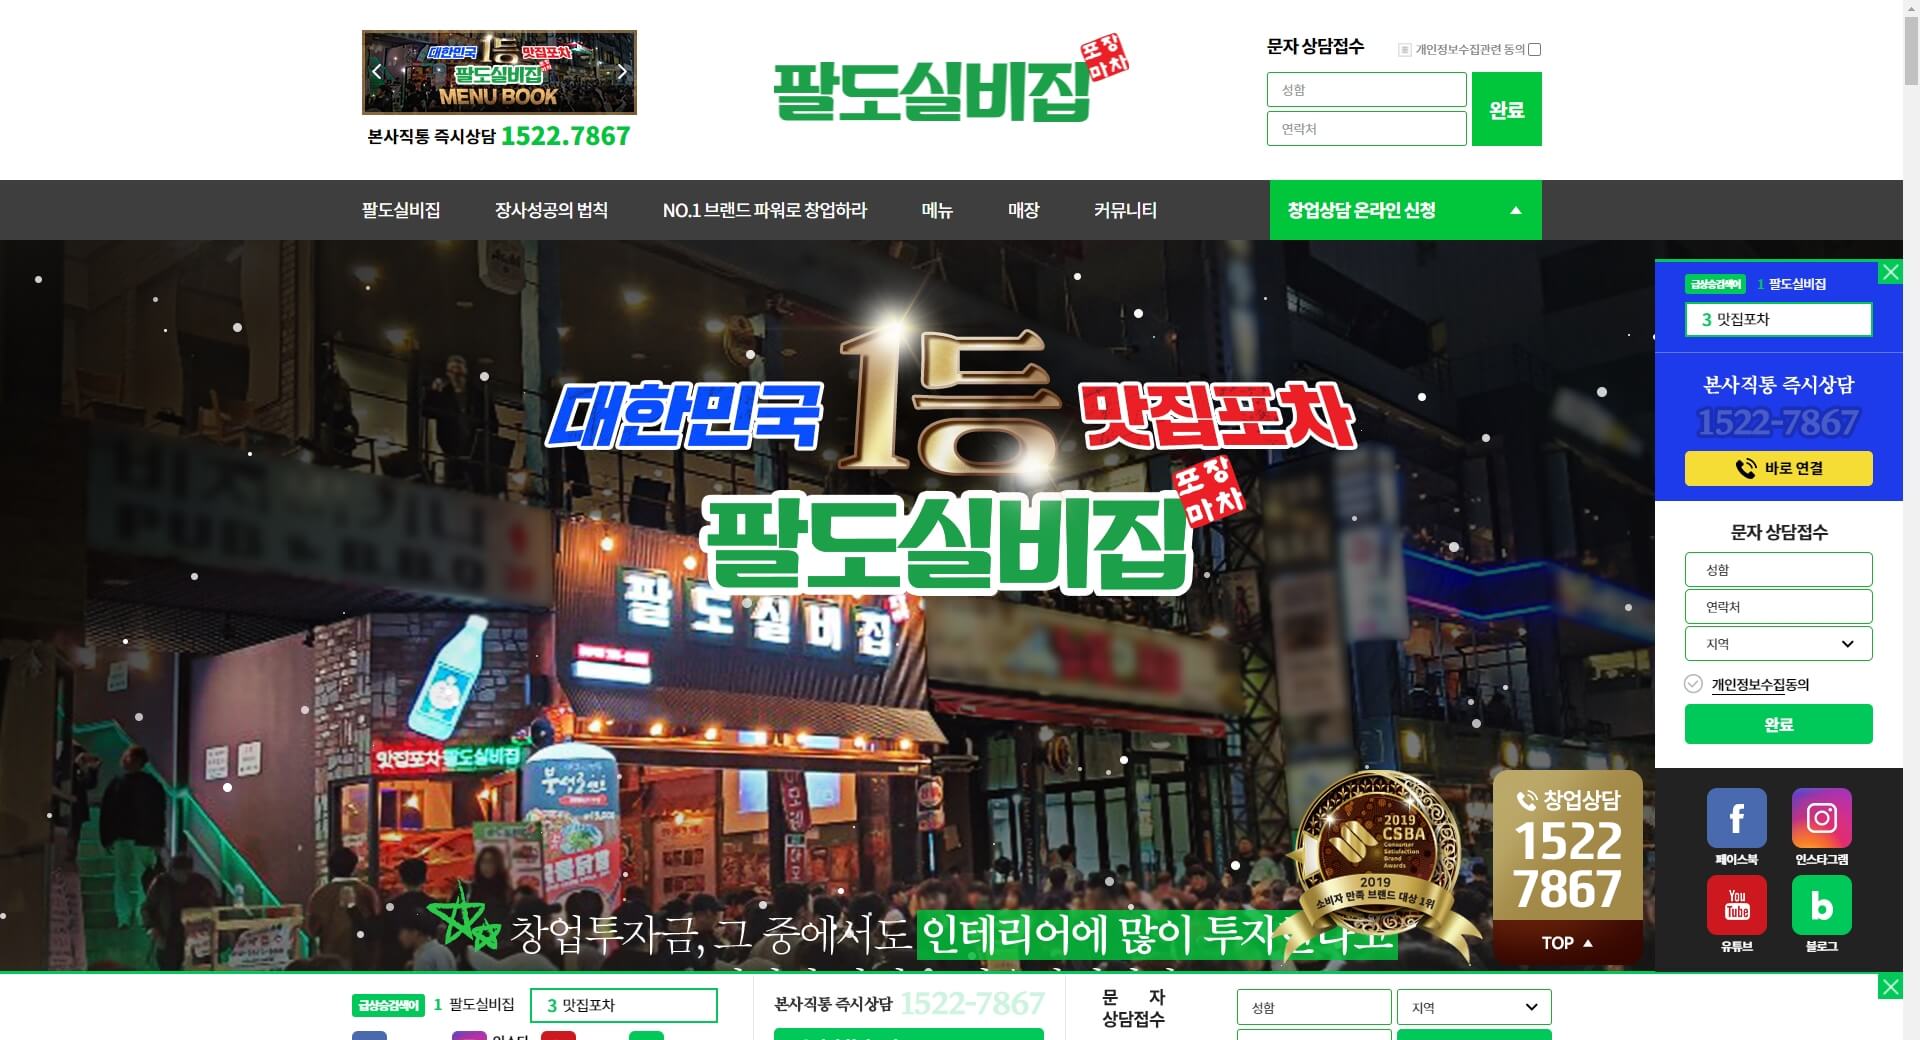 대한민국 1등 맛집포차
팔도실비집
MENU BOOK
본사직통 즉시상담 1522.7867
팔도실비집 포장마차
문자 상담접수
개인정보수집관련 동의
성함
연락처
완료
팔도실비집
장사성공의 법칙
NO.1 브랜드 파워로 창업하라
메뉴
매장
커뮤니티
창업상담 온라인 신청
대한민국 1등 맛집포차
팔도실비집 포장마차
팔도실비집
맛집포차 팔도실비집
창업투자금, 그 중에서도 인테리어에 많이 투자
2019
CSBA
Consumer
Satisfaction
Brand
Awards
2019
소비자 만족 브랜드 대상 1위
창업상담
1522
7867
TOP
급상승검색어 1 팔도실비집
3 맛집포차
본사직통 즉시상담
1522-7867
바로 연결
문자 상담접수
성함
연락처
지역
개인정보수집동의
완료
페이스북
인스타그램
You
Tube
유튜브
블로그
급상승검색어 1 팔도실비집
3 맛집포차
본사직통 즉시상담 1522-7867
문 자
상담접수
성함
지역